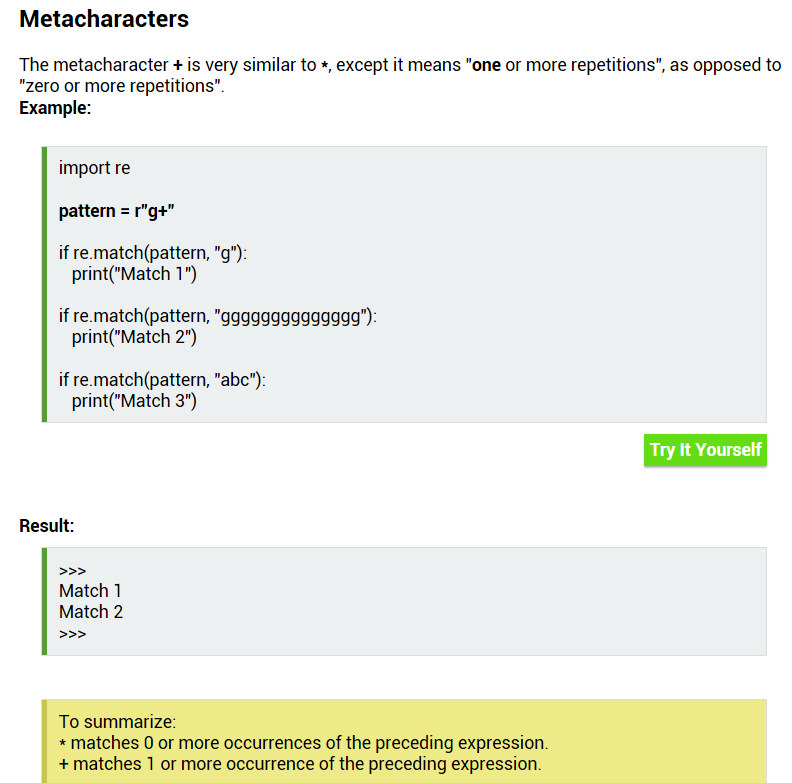 Metacharacters
The metacharacter + is very similar to *, except it means "one or more repetitions", as opposed to
"zero or more repetitions".
Example:
import re
pattern = r"g+"
if re.match(pattern, "g"):
print("Match 1")
if re.match(pattern, "gggggggggggggg"):
print("Match 2")
if re.match(pattern, "abc"):
print("Match 3")
Try It Yourself
Result:
>>>
Match 1
Match 2
>>>
To summarize:
* matches 0 or more occurrences of the preceding expression.
+ matches 1 or more occurrence of the preceding expression.